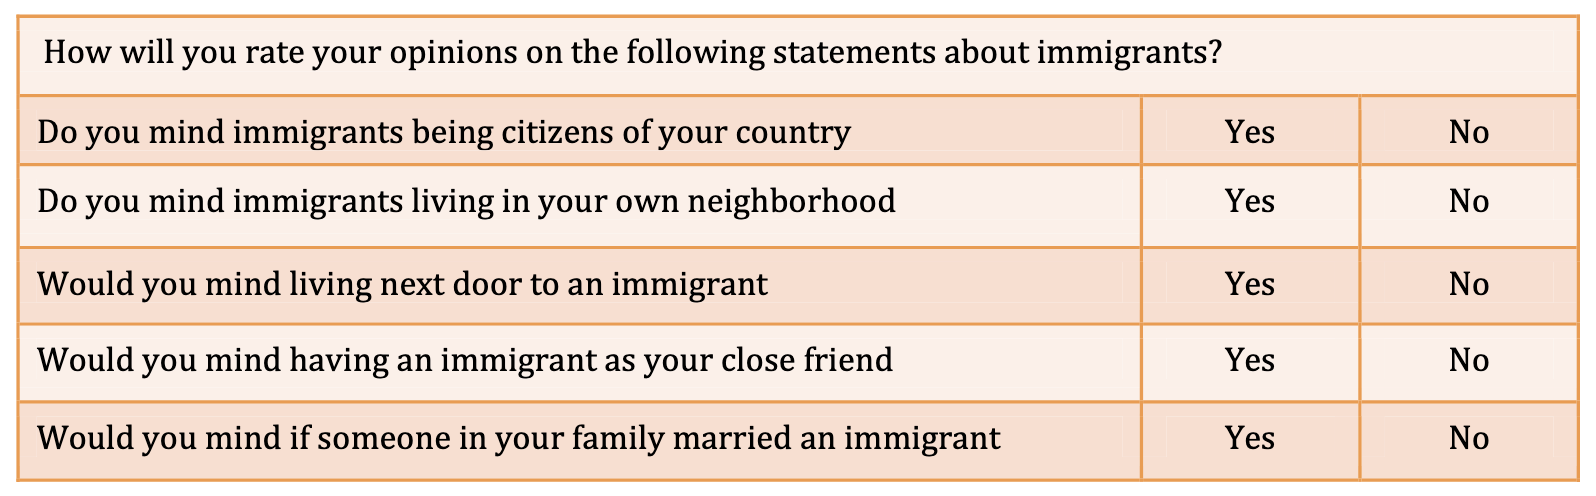 How will you rate your opinions on the following statements about immigrants?
Do you mind immigrants being citizens of your country Yes No
Do you mind immigrants living in your own neighborhood Yes No
Would you mind living next door to an immigrant Yes No
Would you mind having an immigrant as your close friend Yes No
Would you mind if someone in your family married an immigrant Yes No